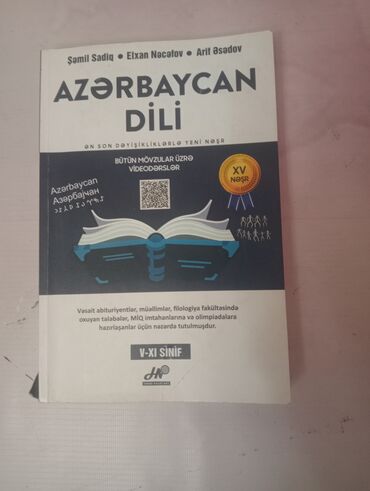 Şəmil Sadiq ● Elxan Nəcəfov ● Arif Əsədov
AZƏRBAYCAN
DİLİ
ƏN SON DƏYİŞİKLİKLƏRLƏ YENİ NƏŞR
BÜTÜN MÖVZULAR ÜZRƏ
VİDEODƏRSLƏR
XV
NƏŞR
Azərbaycan
Азәрбајҹан
Vəsait abituriyentlər, müəllimlər, filologiya fakültəsində
oxuyan tələbələr, MİQ imtahanlarına və olimpiadalara
hazırlaşanlar üçün nəzərdə tutulmuşdur.
V-XI SİNİF